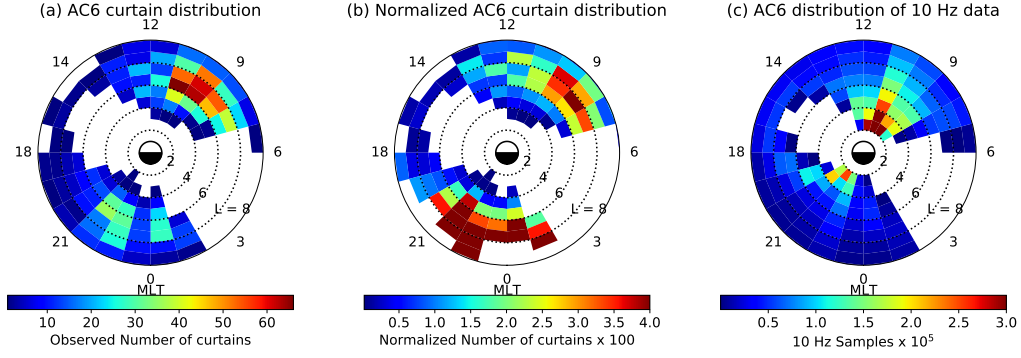 (a) AC6 curtain distribution
12
14
9
18
6
21
3
0
2
4
6
L = 8
MLT
10 20 30 40 50 60
Observed Number of curtains
(b) Normalized AC6 curtain distribution
12
14
9
18
6
21
3
0
2
4
6
L = 8
MLT
0.5 1.0 1.5 2.0 2.5 3.0 3.5 4.0
Normalized Number of curtains x 100
(c) AC6 distribution of 10 Hz data
12
14
9
18
6
21
3
0
2
4
6
L = 8
MLT
0.5 1.0 1.5 2.0 2.5 3.0
10 Hz Samples x 10⁵